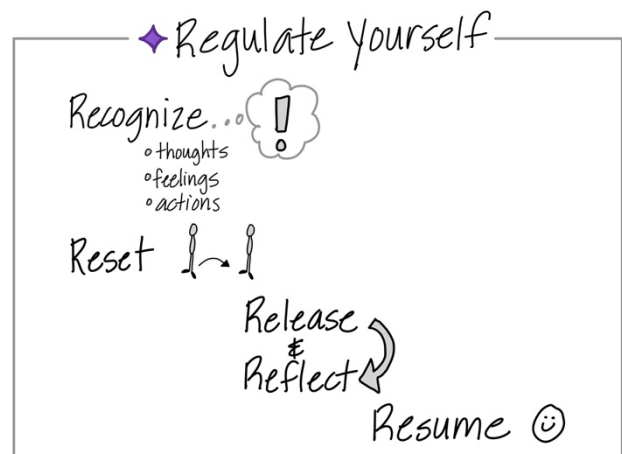 Regulate Yourself
Recognize...
thoughts
feelings
actions
Reset
Release
&
Reflect
Resume